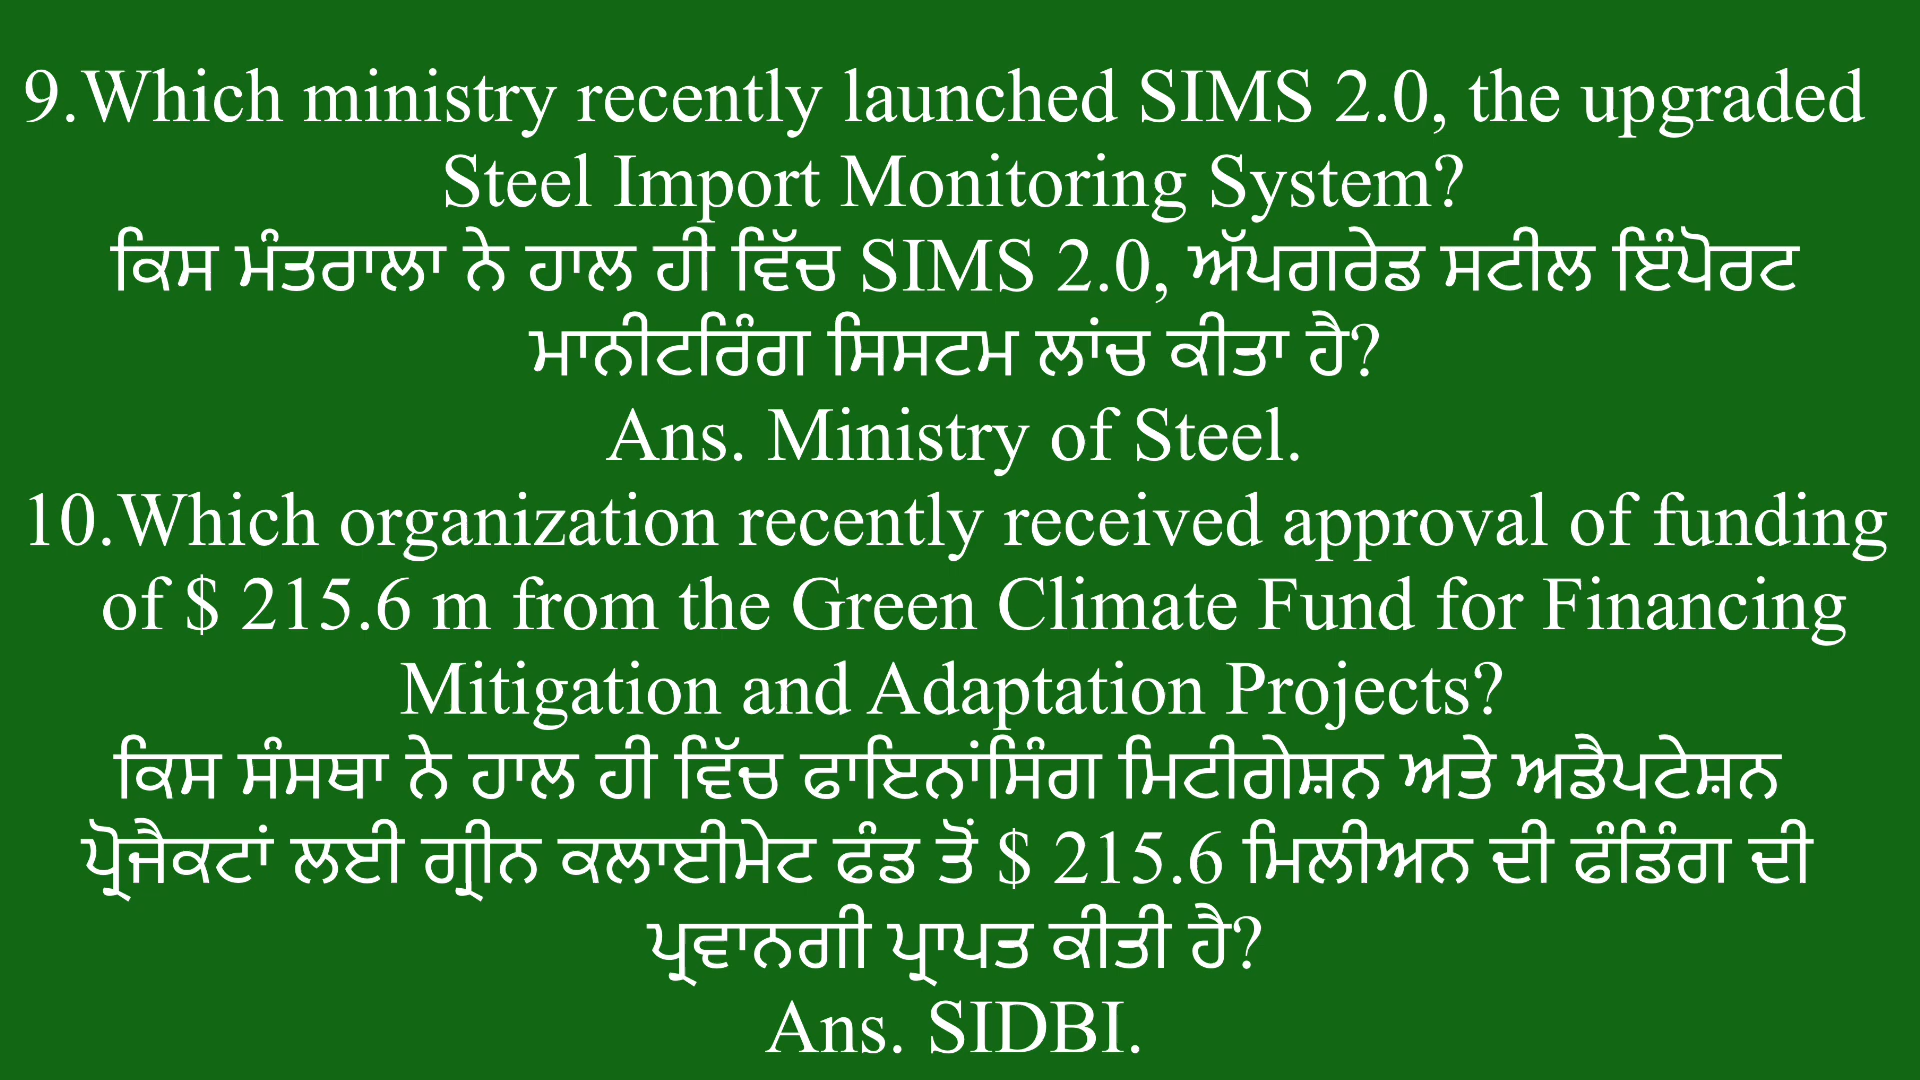 9.Which ministry recently launched SIMS 2.0, the upgraded
Steel Import Monitoring System?
ਕਿਸ ਮੰਤਰਾਲਾ ਨੇ ਹਾਲ ਹੀ ਵਿੱਚ SIMS 2.0, ਅੱਪਗਰੇਡ ਸਟੀਲ ਇੰਪੋਰਟ
ਮਾਨੀਟਰਿੰਗ ਸਿਸਟਮ ਲਾਂਚ ਕੀਤਾ ਹੈ?
Ans. Ministry of Steel.
10.Which organization recently received approval of funding
of $ 215.6 m from the Green Climate Fund for Financing
Mitigation and Adaptation Projects?
ਕਿਸ ਸੰਸਥਾ ਨੇ ਹਾਲ ਹੀ ਵਿੱਚ ਫਾਇਨਾਂਸਿੰਗ ਮਿਟੀਗੇਸ਼ਨ ਅਤੇ ਅਡੈਪਟੇਸ਼ਨ
ਪ੍ਰੋਜੈਕਟਾਂ ਲਈ ਗ੍ਰੀਨ ਕਲਾਈਮੇਟ ਫੰਡ ਤੋਂ $ 215.6 ਮਿਲੀਅਨ ਦੀ ਫੰਡਿੰਗ ਦੀ
ਪ੍ਰਵਾਨਗੀ ਪ੍ਰਾਪਤ ਕੀਤੀ ਹੈ?
Ans. SIDBI.